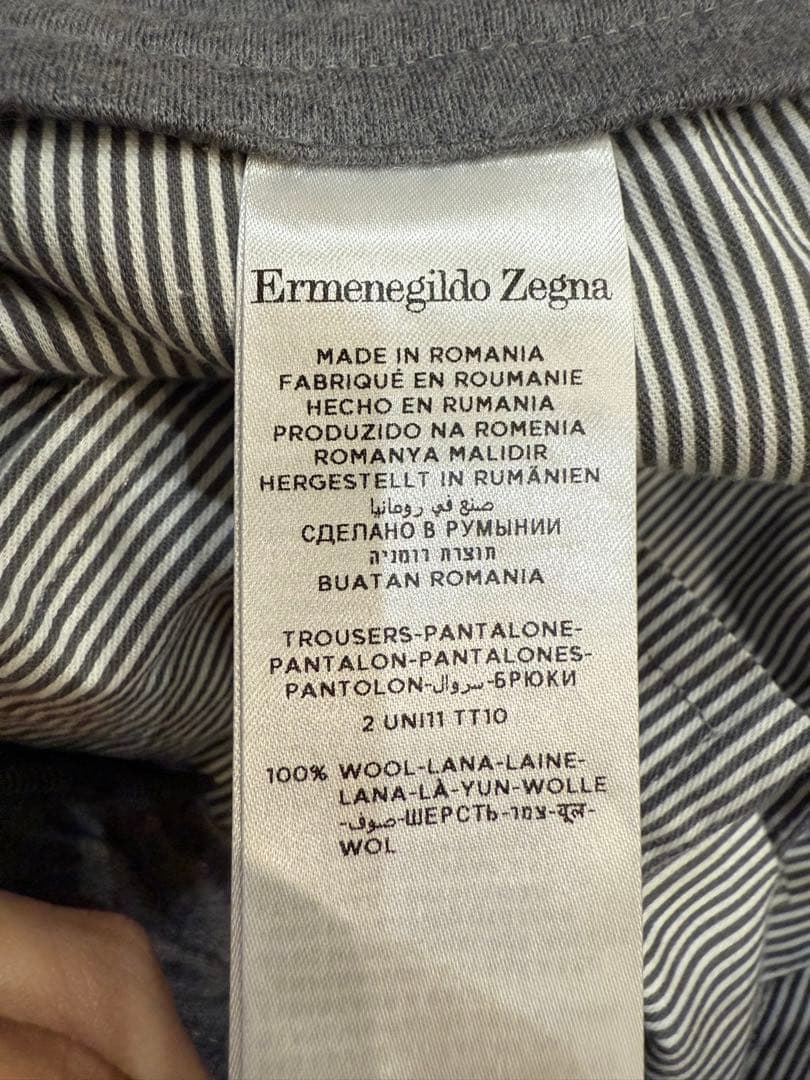 Ermenegildo Zegna
MADE IN ROMANIA
FABRIQUÉ EN ROUMANIE
HECHO EN RUMANIA
PRODUZIDO NA ROMENIA
ROMANYA MALIDIR
HERGESTELLT IN RUMÄNIEN
صنع في رومانيا
СДЕЛАНО В РУМЫНИИ
תוצרת רומניה
BUATAN ROMANIA
TROUSERS-PANTALONE-
PANTALON-PANTALONES-
PANTOLON-سروال-БРЮКИ
2 UNI11 TT10
100% WOOL-LANA-LAINE-
LANA-LÀ-YUN-WOLLE
-صوف-ШЕРСТЬ-צמר-वूल-
WOL